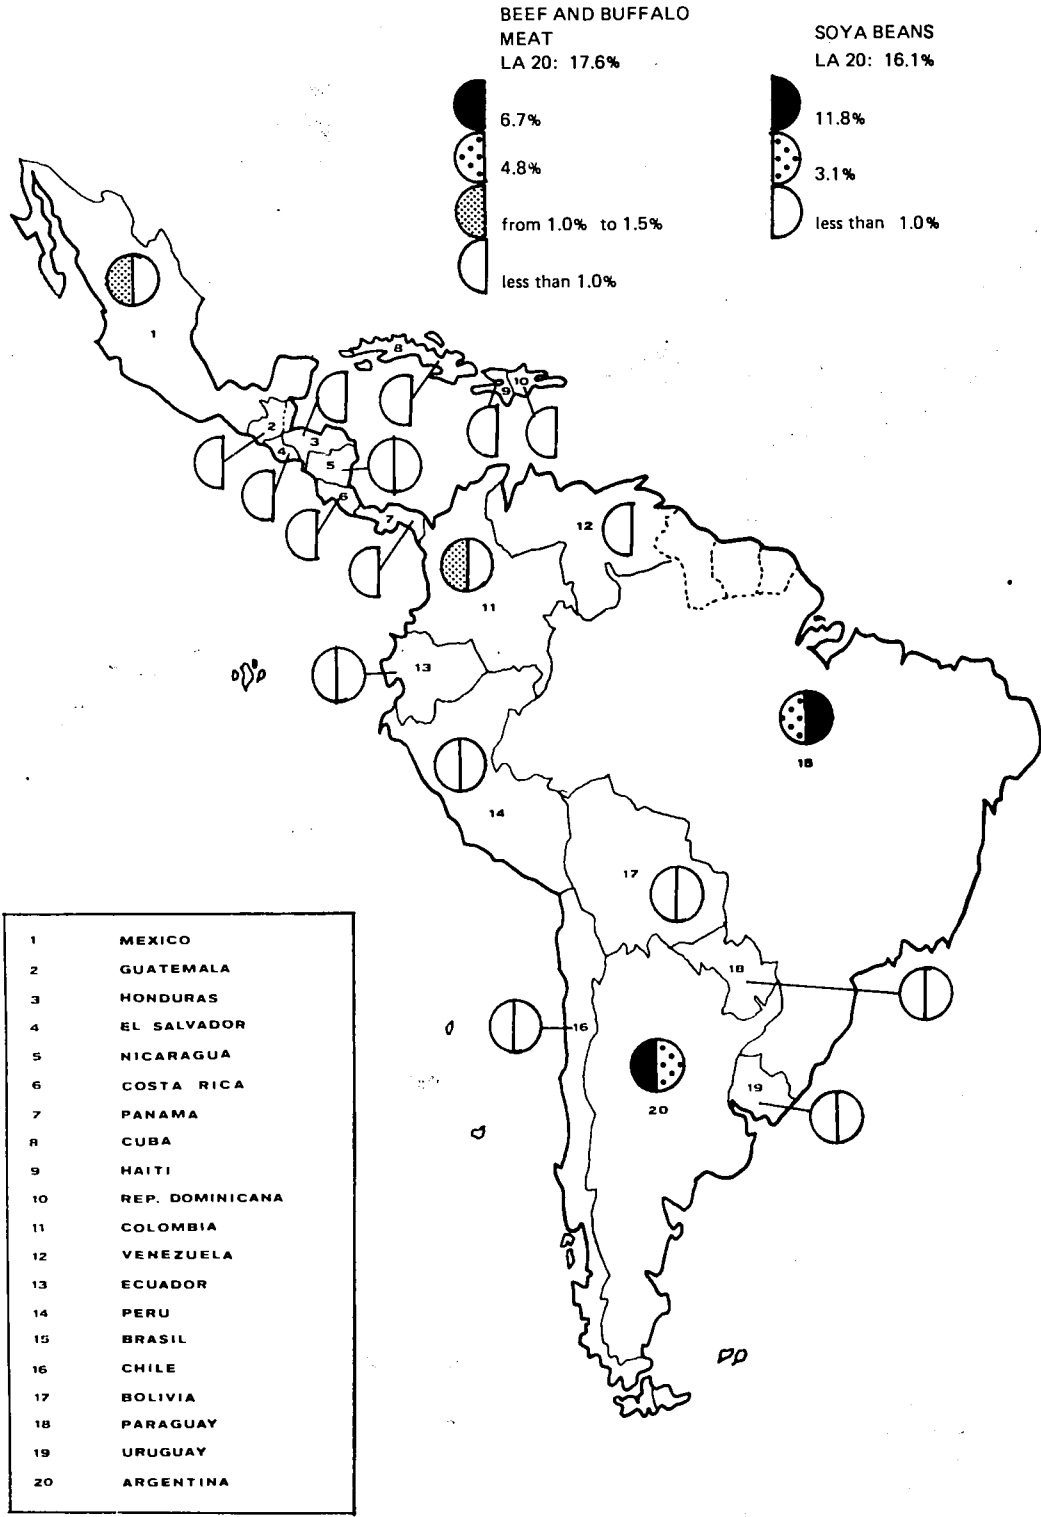 BEEF AND BUFFALO
MEAT
LA 20: 17.6%
6.7%
4.8%
from 1.0% to 1.5%
less than 1.0%
SOYA BEANS
LA 20: 16.1%
11.8%
3.1%
less than 1.0%
1
8
9
10
2
3
4
5
6
7
12
11
13
15
14
17
18
16
19
20
1 MEXICO
2 GUATEMALA
3 HONDURAS
4 EL SALVADOR
5 NICARAGUA
6 COSTA RICA
7 PANAMA
8 CUBA
9 HAITI
10 REP. DOMINICANA
11 COLOMBIA
12 VENEZUELA
13 ECUADOR
14 PERU
15 BRASIL
16 CHILE
17 BOLIVIA
18 PARAGUAY
19 URUGUAY
20 ARGENTINA